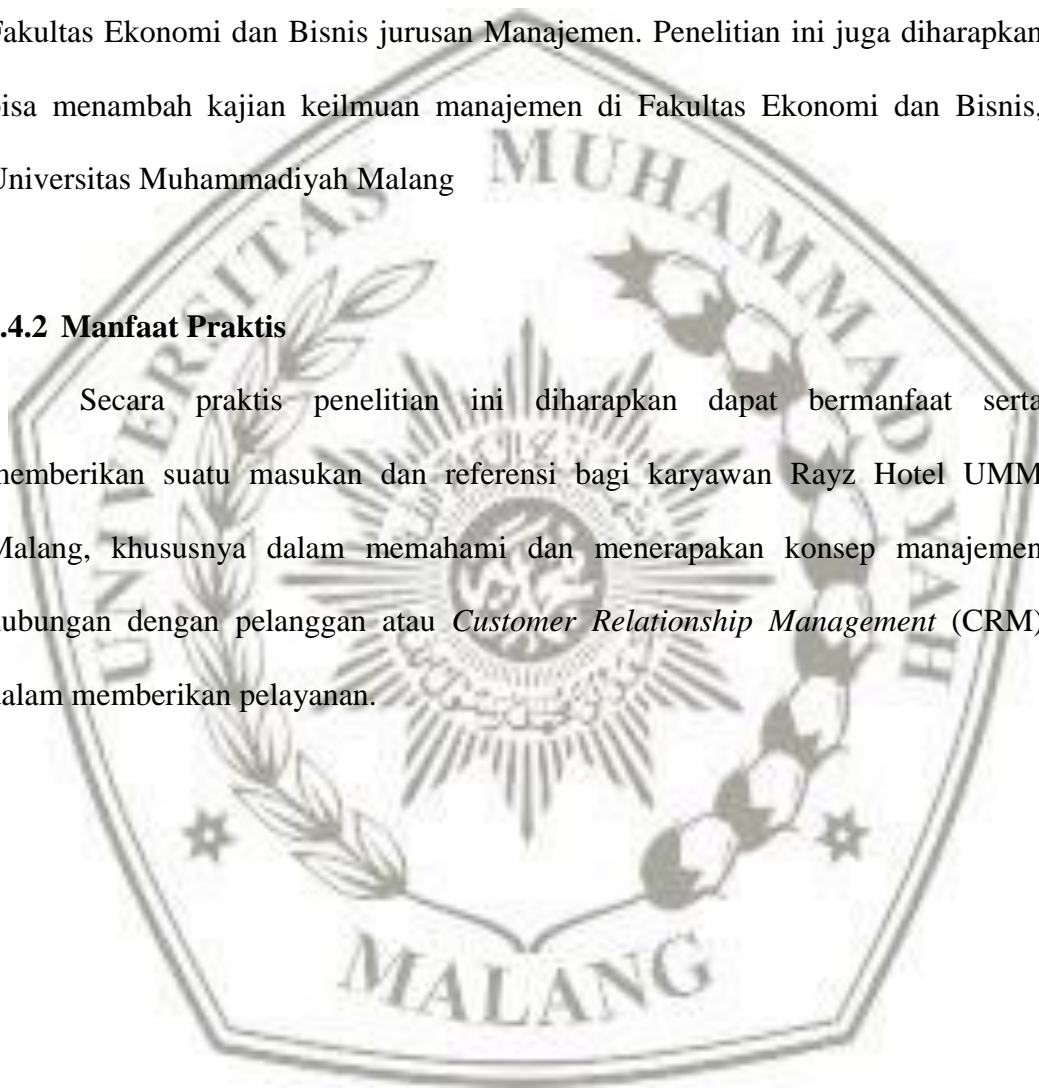 Fakultas Ekonomi dan Bisnis jurusan Manajemen. Penelitian ini juga diharapkan
bisa menambah kajian keilmuan manajemen di Fakultas Ekonomi dan Bisnis,
Universitas Muhammadiyah Malang
.4.2 Manfaat Praktis
Secara praktis penelitian ini diharapkan dapat bermanfaat serta
memberikan suatu masukan dan referensi bagi karyawan Rayz Hotel UMM
Malang, khususnya dalam memahami dan menerapakan konsep manajemen
hubungan dengan pelanggan atau Customer Relationship Management (CRM)
dalam memberikan pelayanan.
UNIVERSITAS MUHAMMADIYAH
MALANG